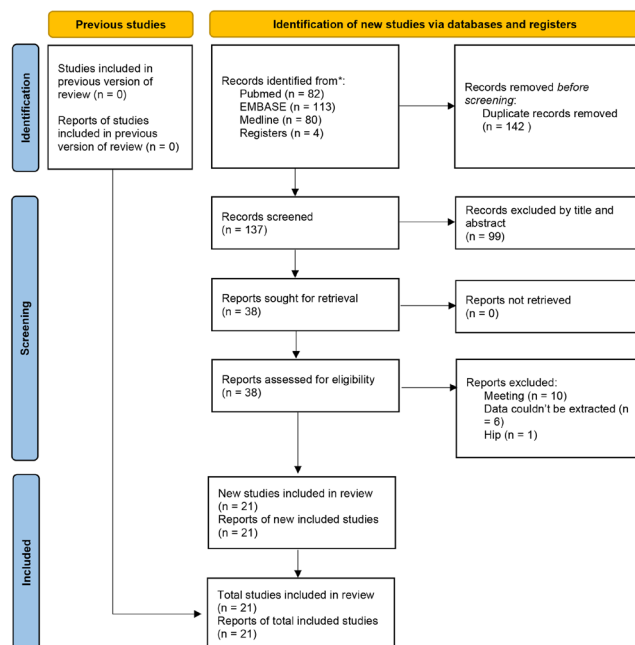 Previous studies
Identification of new studies via databases and registers
Identification
Studies included in
previous version of
review (n = 0)
Reports of studies
included in previous
version of review (n = 0)
Records identified from*:
Pubmed (n = 82)
EMBASE (n = 113)
Medline (n = 80)
Registers (n = 4)
Records removed before
screening:
Duplicate records removed
(n = 142 )
Screening
Records screened
(n = 137)
Records excluded by title and
abstract
(n = 99)
Reports sought for retrieval
(n = 38)
Reports not retrieved
(n = 0)
Reports assessed for eligibility
(n = 38)
Reports excluded:
Meeting (n = 10)
Data couldn't be extracted (n
= 6)
Hip (n = 1)
Included
New studies included in review
(n = 21)
Reports of new included studies
(n = 21)
Total studies included in review
(n = 21)
Reports of total included studies
(n = 21)